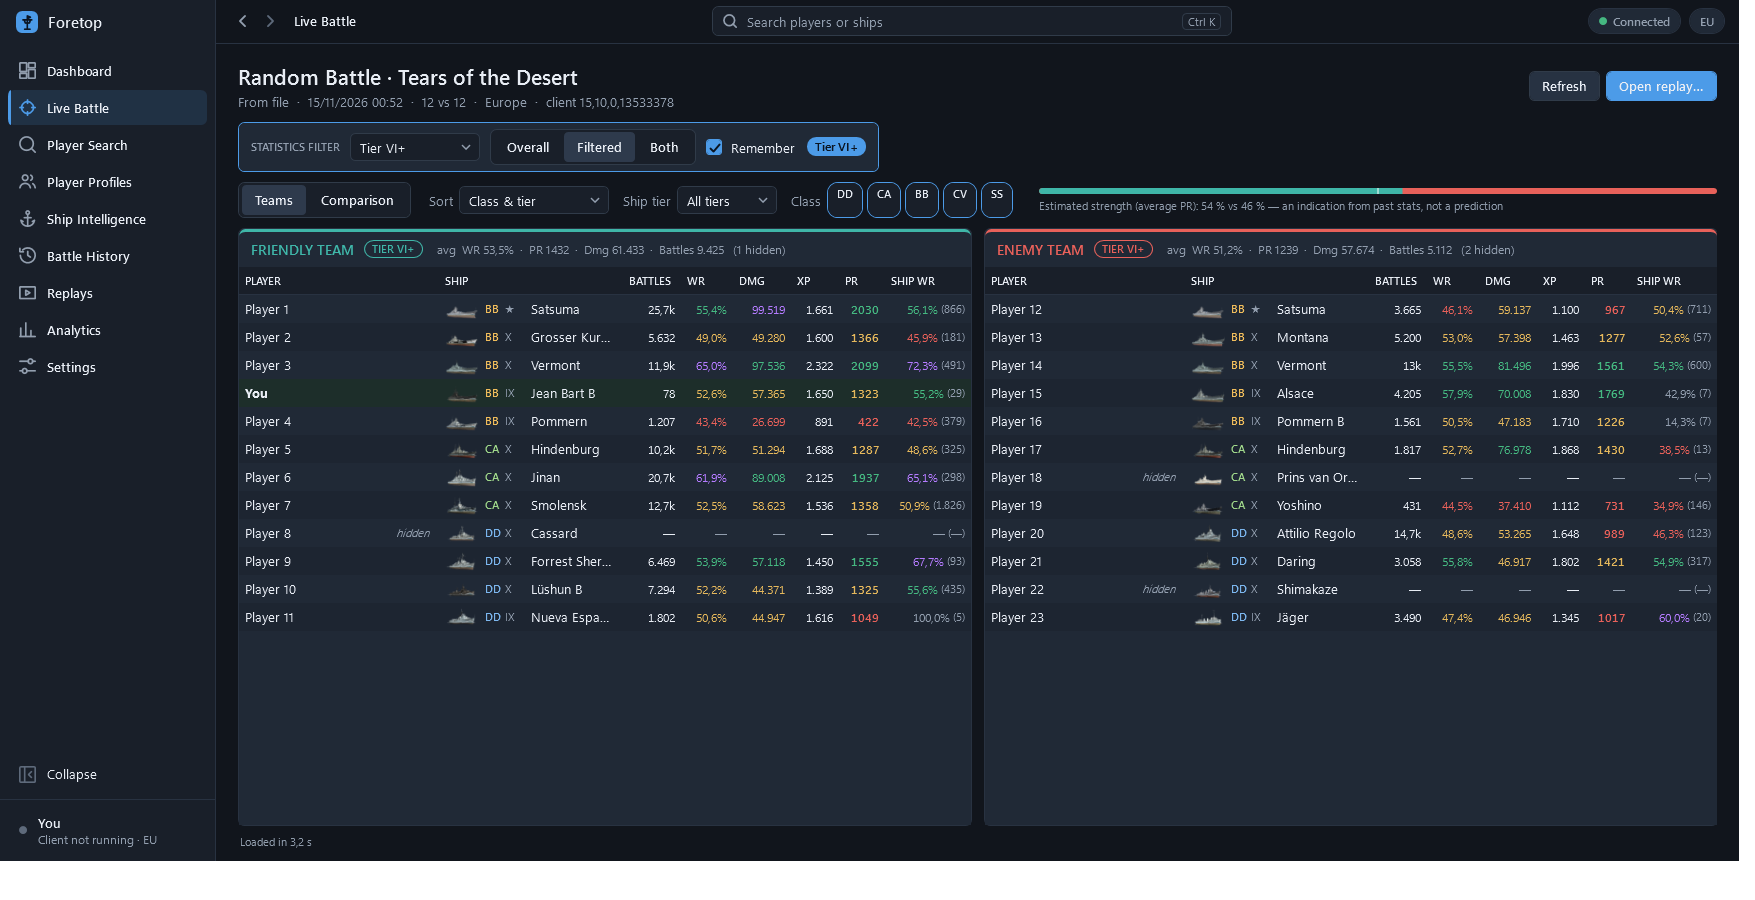 Foretop
Live Battle
Search players or ships
Ctrl K
Connected
EU
Dashboard
Live Battle
Player Search
Player Profiles
Ship Intelligence
Battle History
Replays
Analytics
Settings
Collapse
You
Client not running · EU
Random Battle · Tears of the Desert
From file · 15/11/2026 00:52 · 12 vs 12 · Europe · client 15,10,0,13533378
Refresh
Open replay...
STATISTICS FILTER Tier VI+ Overall Filtered Both Remember Tier VI+
Teams Comparison Sort Class & tier Ship tier All tiers Class DD CA BB CV SS
Estimated strength (average PR): 54 % vs 46 % — an indication from past stats, not a prediction
FRIENDLY TEAM TIER VI+ avg WR 53,5% · PR 1432 · Dmg 61.433 · Battles 9.425 (1 hidden)
PLAYER SHIP BATTLES WR DMG XP PR SHIP WR
Player 1 BB ★ Satsuma 25,7k 55,4% 99.519 1.661 2030 56,1% (866)
Player 2 BB X Grosser Kur... 5.632 49,0% 49.280 1.600 1366 45,9% (181)
Player 3 BB X Vermont 11,9k 65,0% 97.536 2.322 2099 72,3% (491)
You BB IX Jean Bart B 78 52,6% 57.365 1.650 1323 55,2% (29)
Player 4 BB IX Pommern 1.207 43,4% 26.699 891 422 42,5% (379)
Player 5 CA X Hindenburg 10,2k 51,7% 51.294 1.688 1287 48,6% (325)
Player 6 CA X Jinan 20,7k 61,9% 89.008 2.125 1937 65,1% (298)
Player 7 CA X Smolensk 12,7k 52,5% 58.623 1.536 1358 50,9% (1.826)
Player 8 hidden DD X Cassard — — — — — — (—)
Player 9 DD X Forrest Sher... 6.469 53,9% 57.118 1.450 1555 67,7% (93)
Player 10 DD X Lüshun B 7.294 52,2% 44.371 1.389 1325 55,6% (435)
Player 11 DD IX Nueva Espa... 1.802 50,6% 44.947 1.616 1049 100,0% (5)
ENEMY TEAM TIER VI+ avg WR 51,2% · PR 1239 · Dmg 57.674 · Battles 5.112 (2 hidden)
PLAYER SHIP BATTLES WR DMG XP PR SHIP WR
Player 12 BB ★ Satsuma 3.665 46,1% 59.137 1.100 967 50,4% (711)
Player 13 BB X Montana 5.200 53,0% 57.398 1.463 1277 52,6% (57)
Player 14 BB X Vermont 13k 55,5% 81.496 1.996 1561 54,3% (600)
Player 15 BB IX Alsace 4.205 57,9% 70.008 1.830 1769 42,9% (7)
Player 16 BB IX Pommern B 1.561 50,5% 47.183 1.710 1226 14,3% (7)
Player 17 CA X Hindenburg 1.817 52,7% 76.978 1.868 1430 38,5% (13)
Player 18 hidden CA X Prins van Or... — — — — — — (—)
Player 19 CA X Yoshino 431 44,5% 37.410 1.112 731 34,9% (146)
Player 20 DD X Attilio Regolo 14,7k 48,6% 53.265 1.648 989 46,3% (123)
Player 21 DD X Daring 3.058 55,8% 46.917 1.802 1421 54,9% (317)
Player 22 hidden DD X Shimakaze — — — — — — (—)
Player 23 DD IX Jäger 3.490 47,4% 46.946 1.345 1017 60,0% (20)
Loaded in 3,2 s